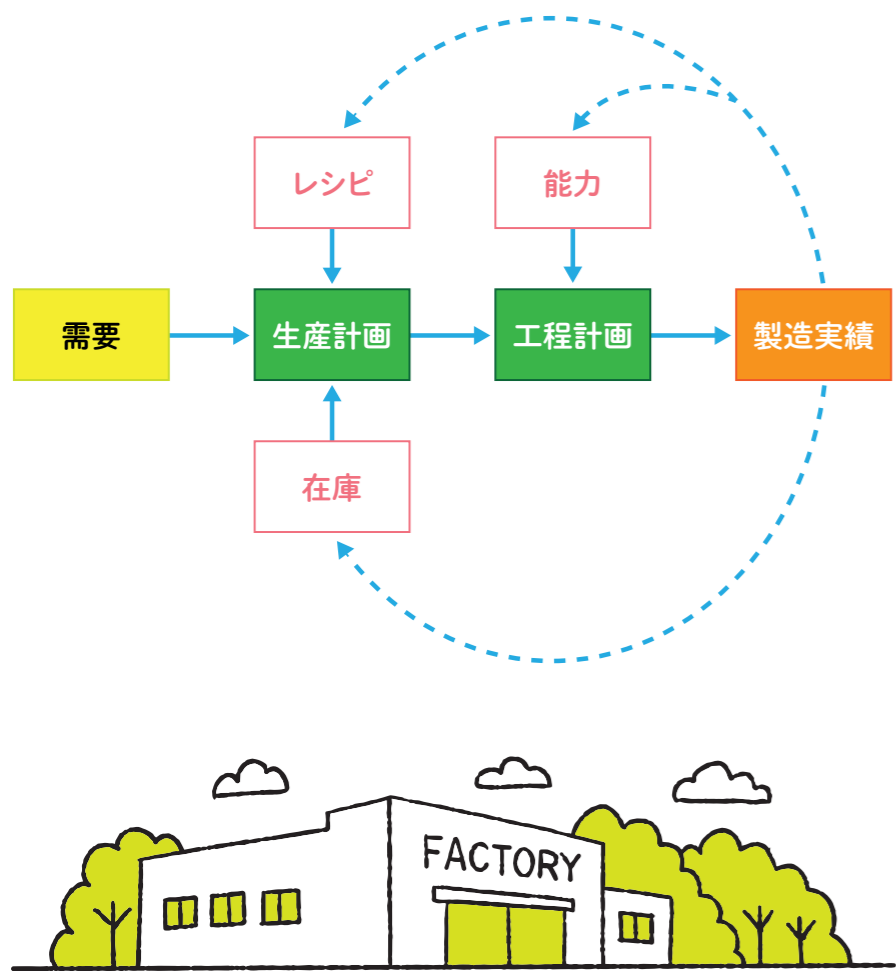 レシピ
能力
需要
生産計画
工程計画
製造実績
在庫
FACTORY